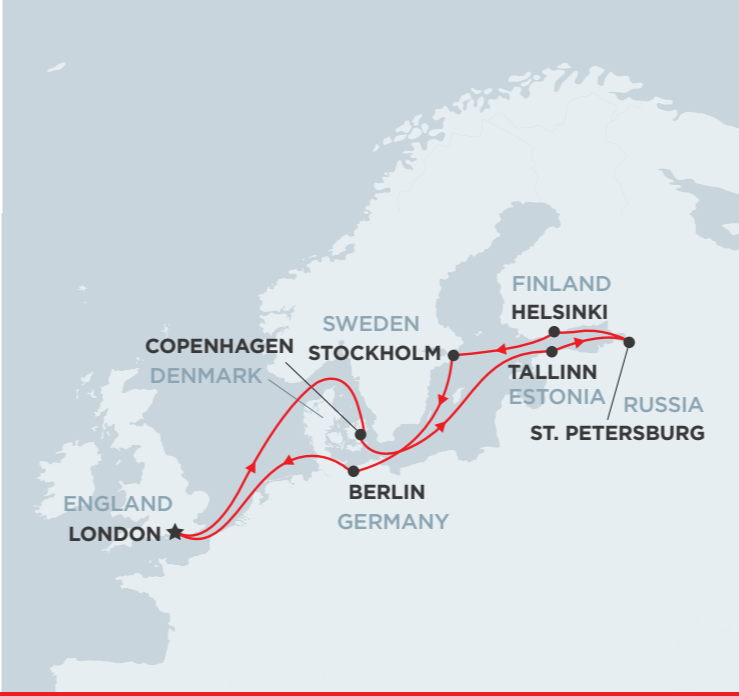 FINLAND
HELSINKI
SWEDEN
COPENHAGEN
STOCKHOLM
DENMARK
TALLINN
ESTONIA
RUSSIA
ST. PETERSBURG
BERLIN
GERMANY
ENGLAND
LONDON